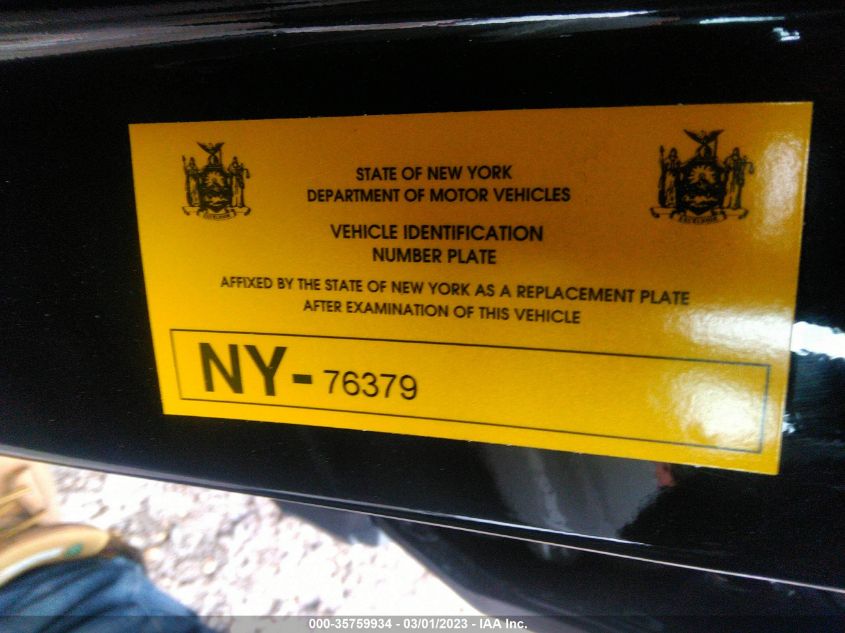 STATE OF NEW YORK
DEPARTMENT OF MOTOR VEHICLES
VEHICLE IDENTIFICATION
NUMBER PLATE
AFFIXED BY THE STATE OF NEW YORK AS A REPLACEMENT PLATE
AFTER EXAMINATION OF THIS VEHICLE
NY-76379
000-35759934 - 03/01/2023 - IAA Inc.